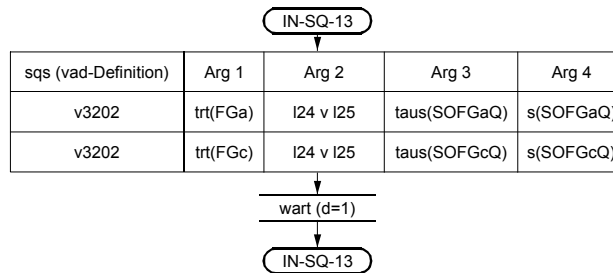 IN-SQ-13
sqs (vad-Definition) Arg 1 Arg 2 Arg 3 Arg 4
v3202 trt(FGa) l24 v l25 taus(SOFGaQ) s(SOFGaQ)
v3202 trt(FGc) l24 v l25 taus(SOFGcQ) s(SOFGcQ)
wart (d=1)
IN-SQ-13